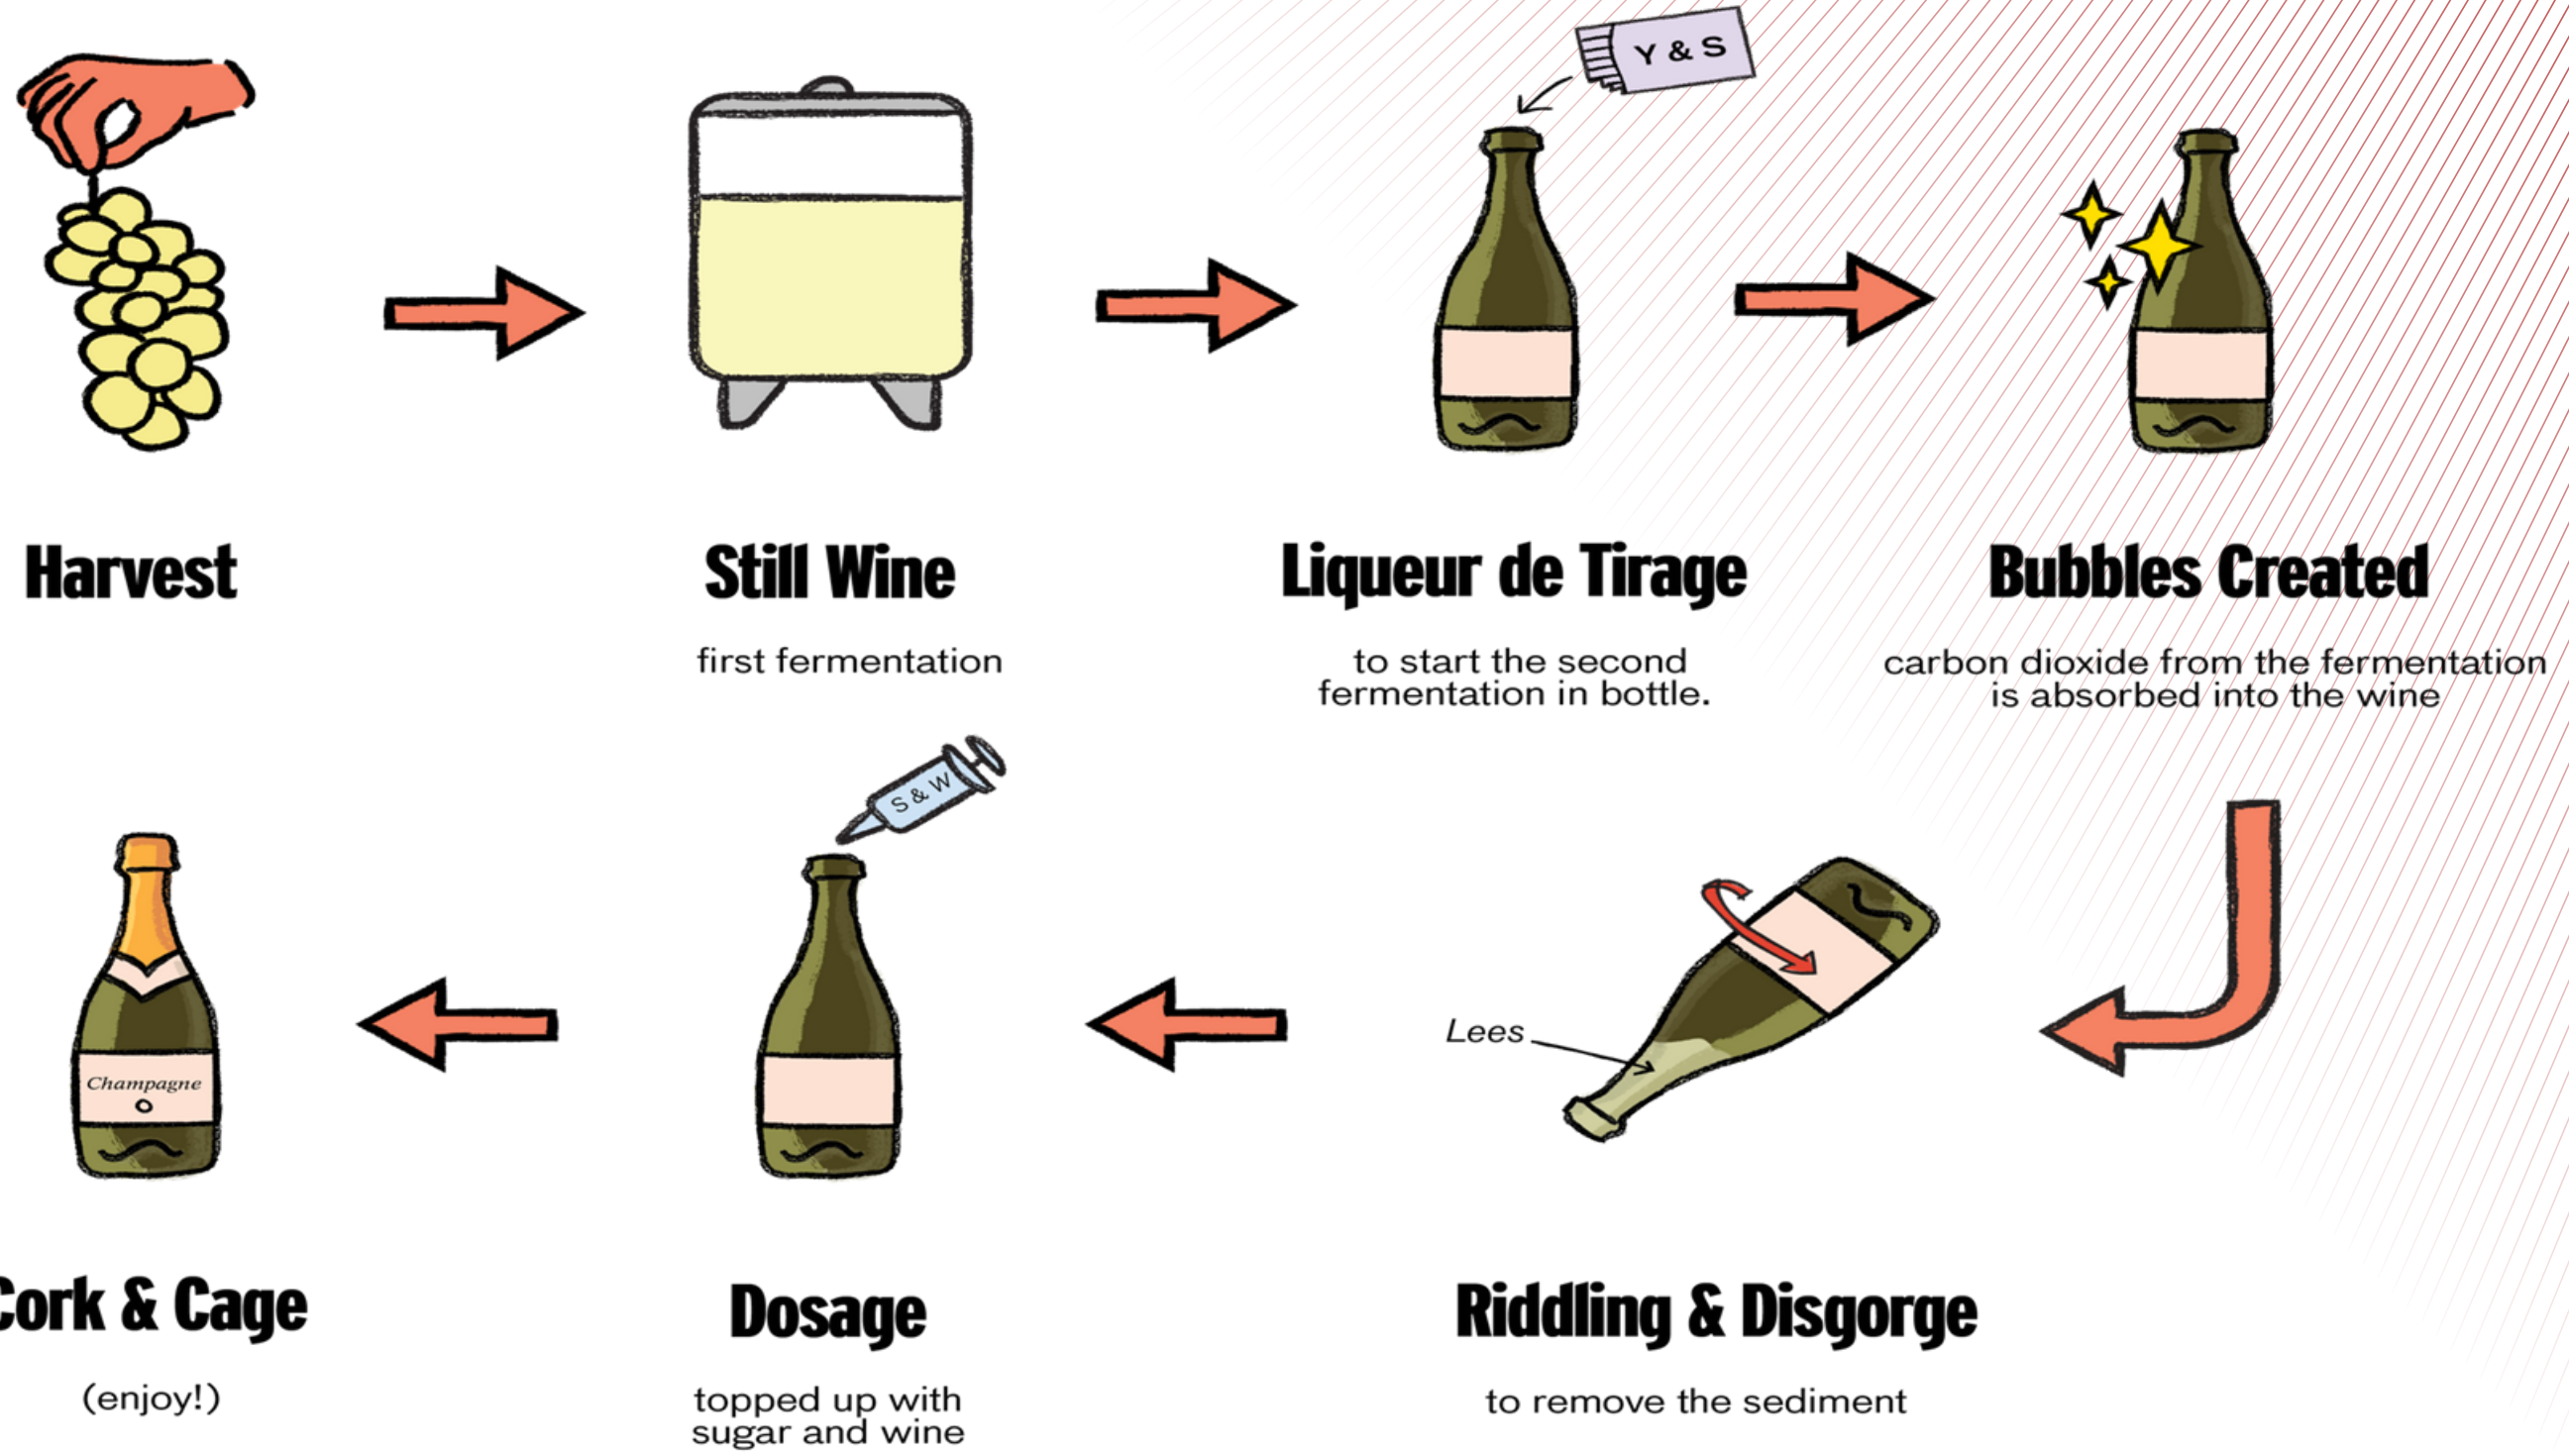 Y & S
Harvest
Still Wine
first fermentation
Liqueur de Tirage
to start the second
fermentation in bottle.
Bubbles Created
carbon dioxide from the fermentation
is absorbed into the wine
S & W
Champagne
Lees
Cork & Cage
(enjoy!)
Dosage
topped up with
sugar and wine
Riddling & Disgorge
to remove the sediment